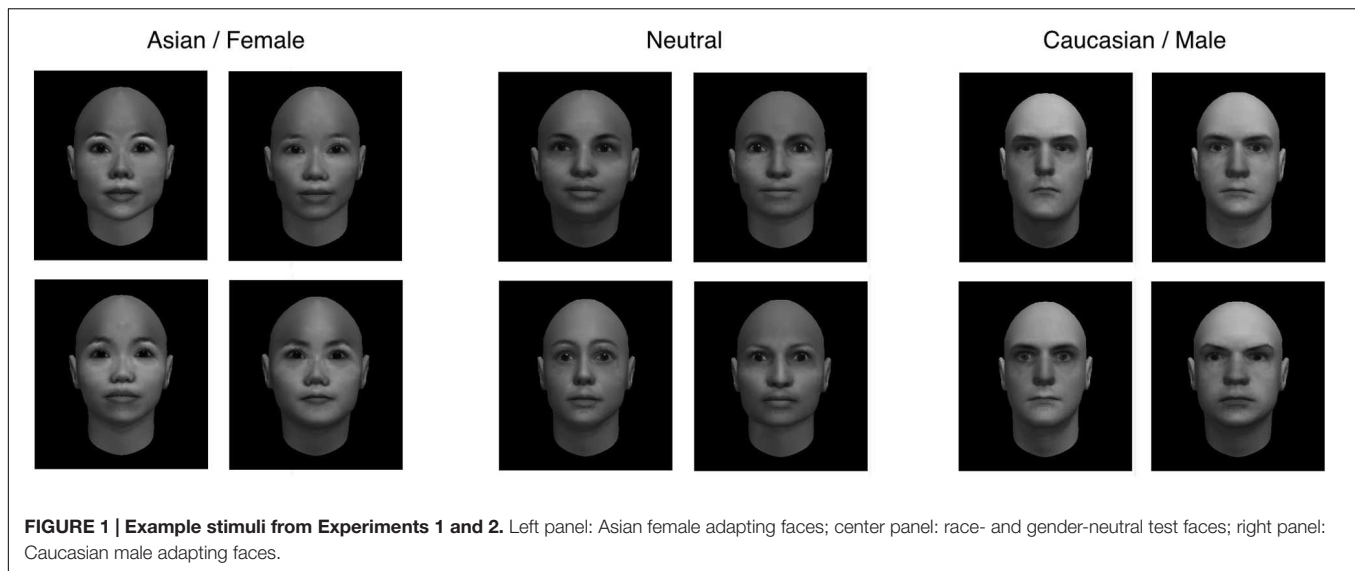 Asian / Female
Neutral
Caucasian / Male
FIGURE 1 | Example stimuli from Experiments 1 and 2. Left panel: Asian female adapting faces; center panel: race- and gender-neutral test faces; right panel:
Caucasian male adapting faces.